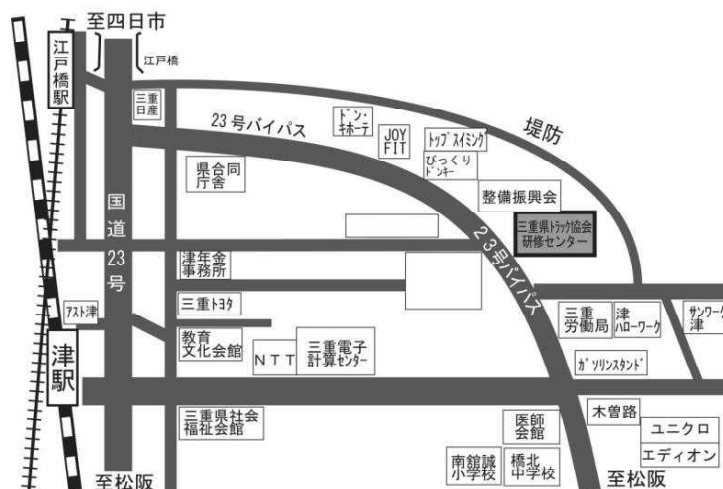 至四日市
江戸橋
江戸橋駅
三重
日産
23号バイパス
ドン・
キホーテ
JOY
FIT
トップスイミング
びっくり
ドンキー
堤防
県合同
庁舎
整備振興会
三重県トラック協会
研修センター
国道23号
23号バイパス
津年金
事務所
三重トヨタ
アスト津
教育
文化会館
NTT
三重電子
計算センター
三重
労働局
津
ハローワーク
サンワーク
津
ガソリンスタンド
津駅
三重県社会
福祉会館
医師
会館
木曽路
ユニクロ
エディオン
南舘誠
小学校
橋北
中学校
至松阪
至松阪